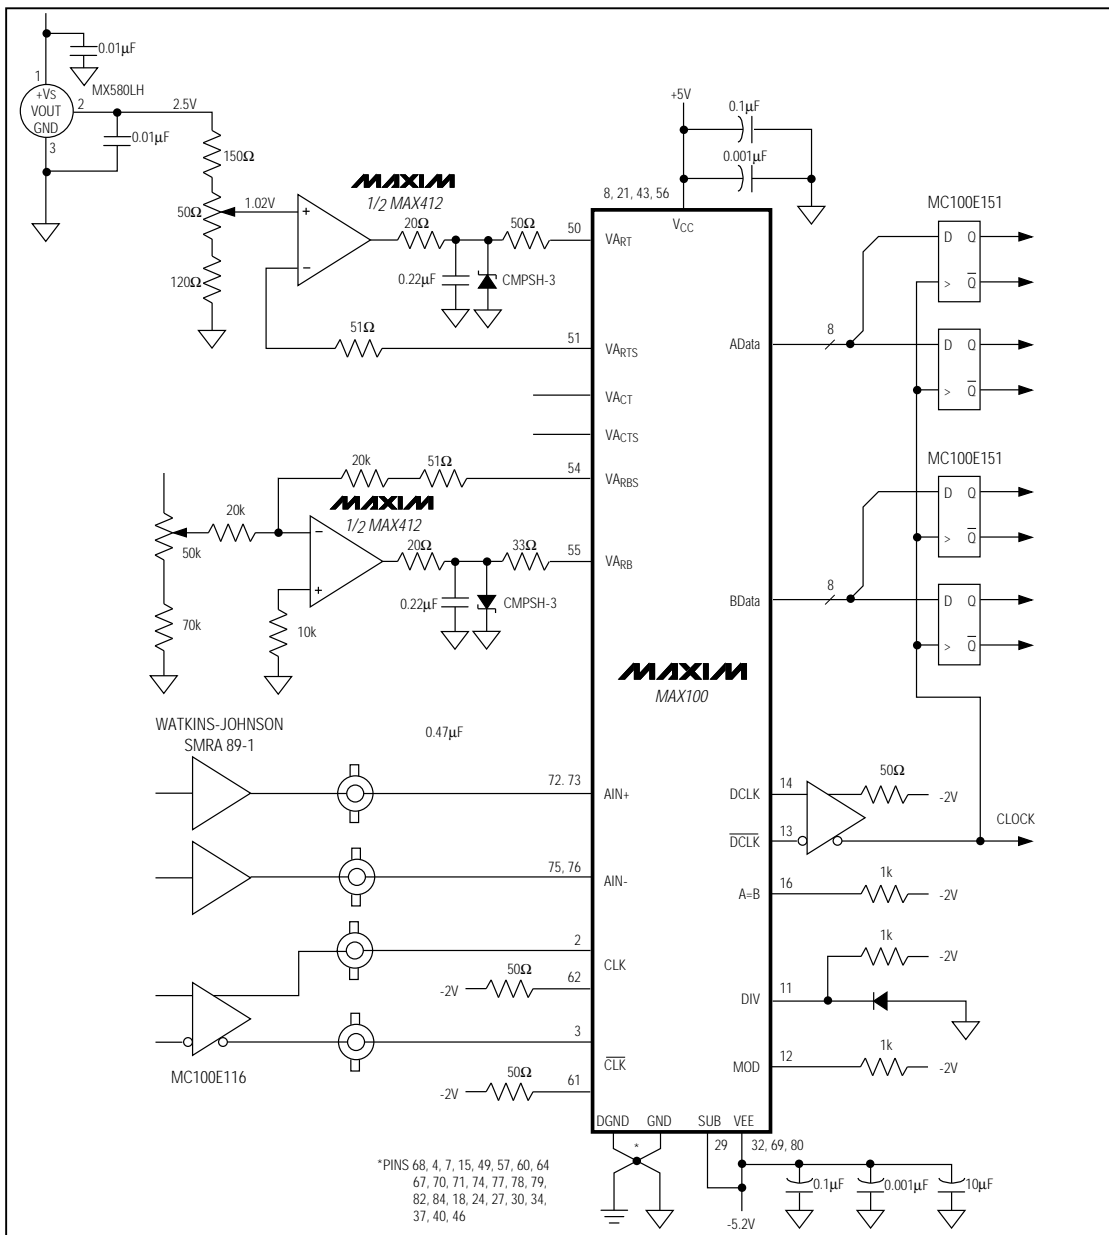 0.01µF
1
+VS
VOUT
GND
MX580LH
2
2.5V
3
0.01µF
150Ω
50Ω
1.02V
120Ω
MAXIM
1/2 MAX412
+
−
20Ω
50Ω
50
0.22µF
CMPSH-3
51Ω
51
+5V
0.1µF
0.001µF
8, 21, 43, 56
VCC
VART
VARTS
VACT
VACTS
VARBS
VARB
20k
51Ω
54
MAXIM
1/2 MAX412
20k
50k
70k
−
+
10k
20Ω
33Ω
55
0.22µF
CMPSH-3
MC100E151
D Q
> Q
AData
8
D Q
> Q
MC100E151
D Q
> Q
BData
8
D Q
> Q
MAXIM
MAX100
WATKINS-JOHNSON
SMRA 89-1
0.47µF
72. 73
AIN+
75, 76
AIN-
2
CLK
50Ω
62
-2V
3
CLK
50Ω
61
-2V
MC100E116
DCLK
14
50Ω
-2V
DCLK
13
CLOCK
A=B
16
1k
-2V
1k
-2V
DIV
11
MOD
12
1k
-2V
DGND GND SUB VEE
*
29
32, 69, 80
0.1µF
0.001µF
10µF
-5.2V
*PINS 68, 4, 7, 15, 49, 57, 60, 64
67, 70, 71, 74, 77, 78, 79,
82, 84, 18, 24, 27, 30, 34,
37, 40, 46